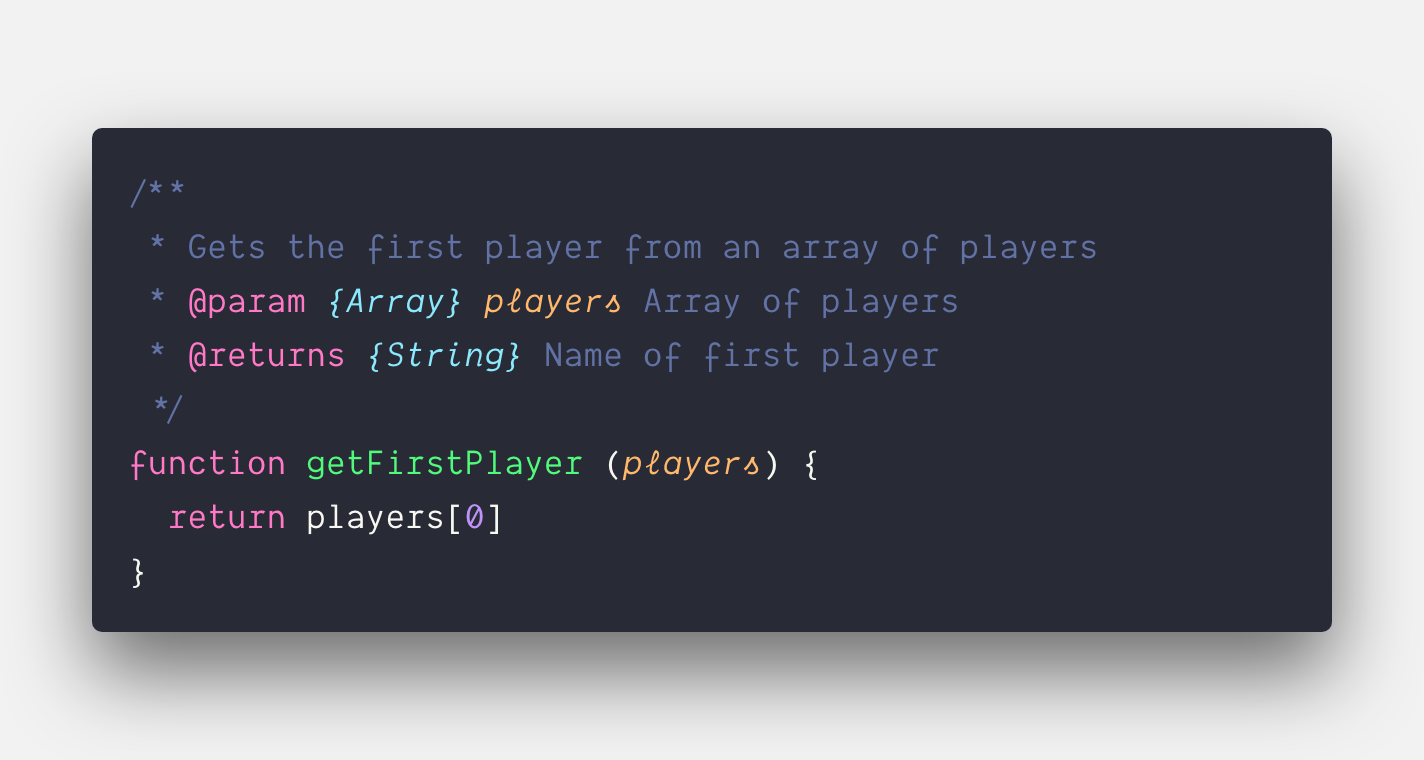 /**
 * Gets the first player from an array of players
 * @param {Array} players Array of players
 * @returns {String} Name of first player
 */
function getFirstPlayer (players) {
  return players[0]
}